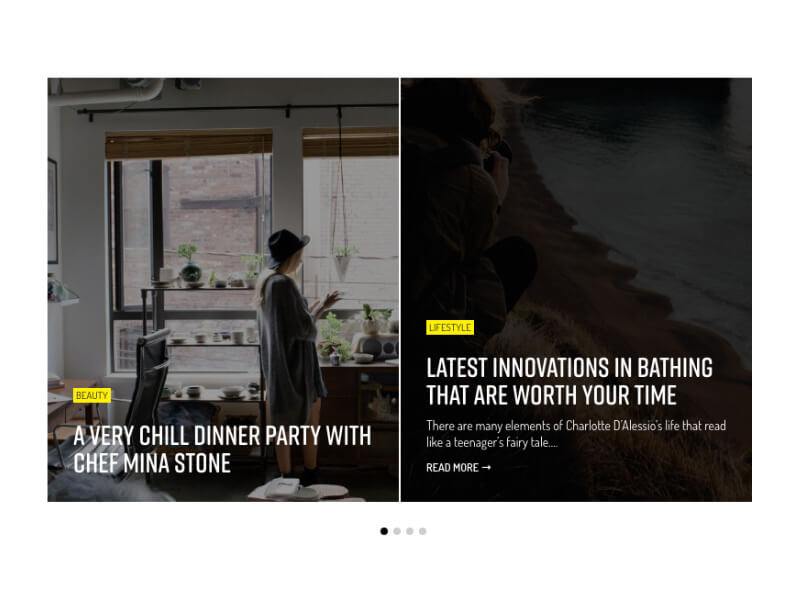 BEAUTY
A VERY CHILL DINNER PARTY WITH
CHEF MINA STONE
LIFESTYLE
LATEST INNOVATIONS IN BATHING
THAT ARE WORTH YOUR TIME
There are many elements of Charlotte D'Alessio's life that read
like a teenager's fairy tale....
READ MORE →